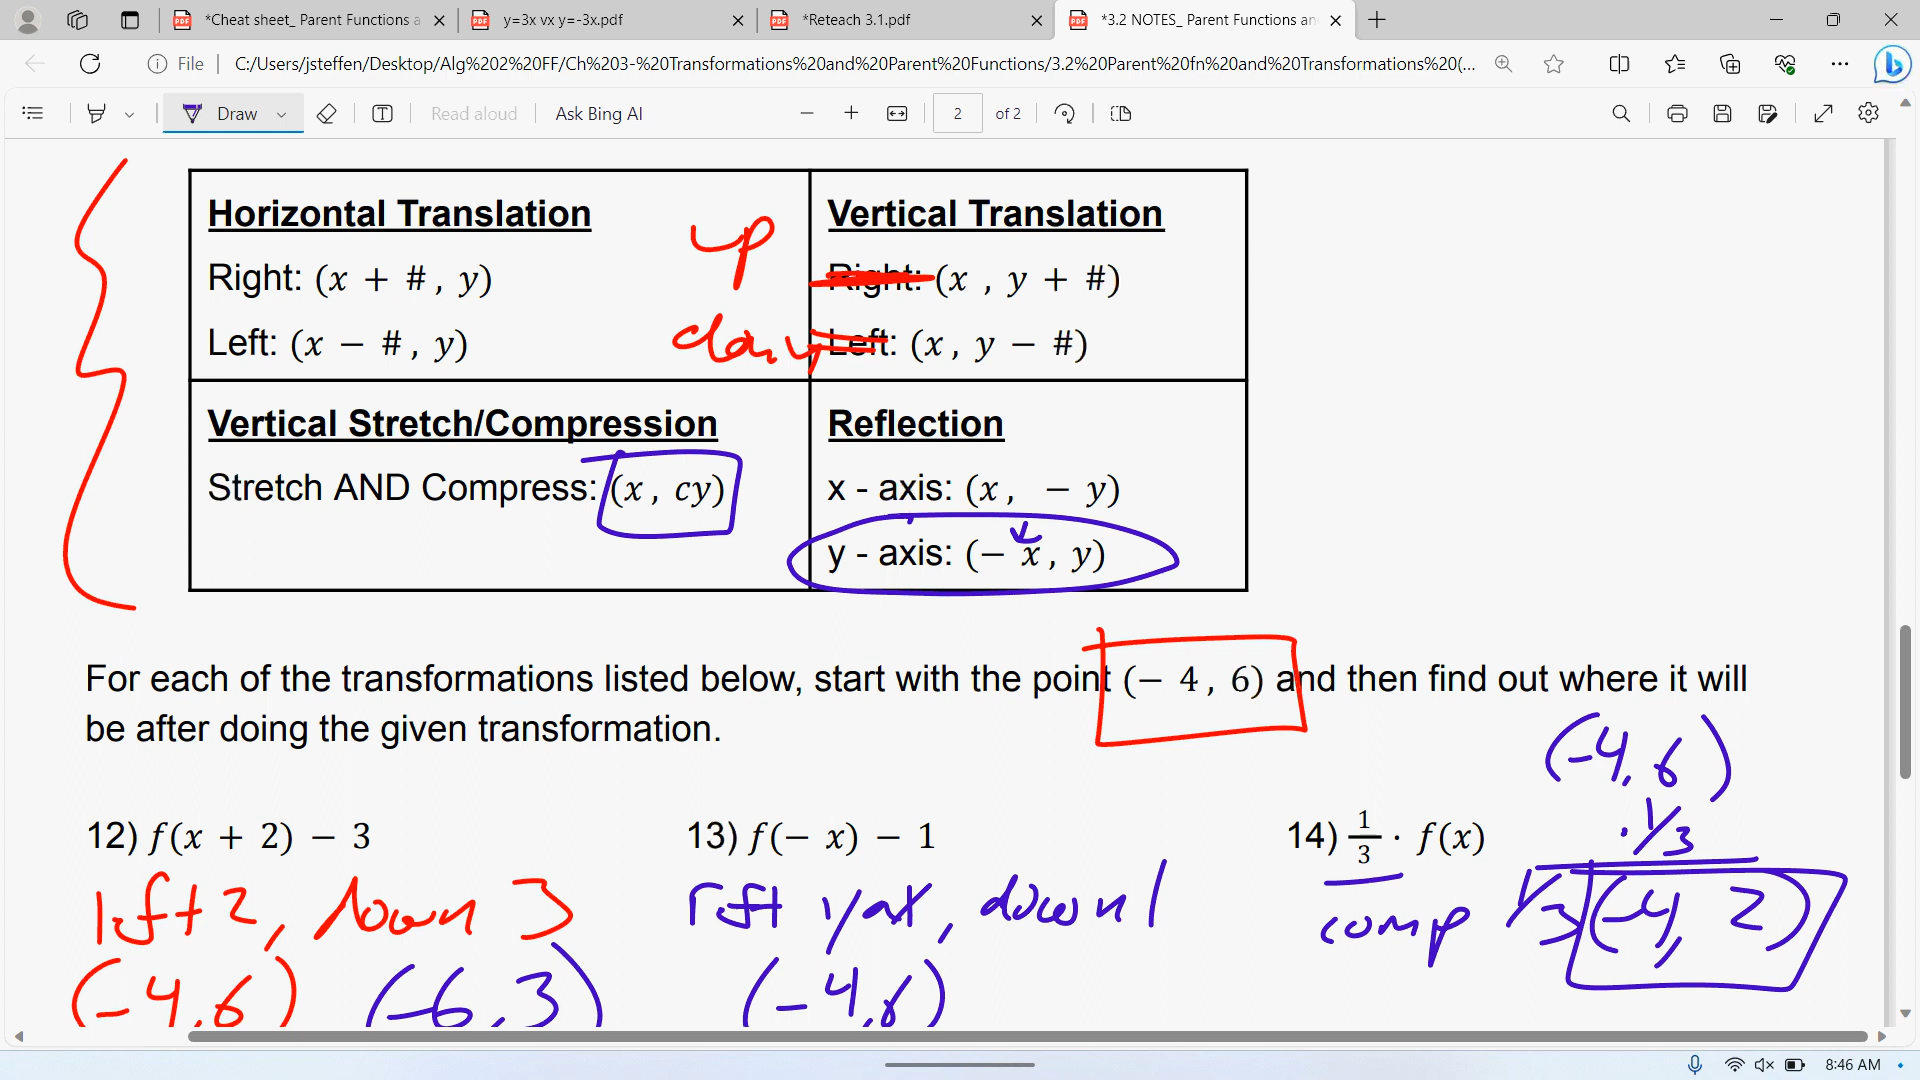 *Cheat sheet_ Parent Functions a
y=3x vx y=-3x.pdf
*Reteach 3.1.pdf
*3.2 NOTES_ Parent Functions an
File
C:/Users/jsteffen/Desktop/Alg%202%20FF/Ch%203-%20Transformations%20and%20Parent%20Functions/3.2%20Parent%20fn%20and%20Transformations%20(...
Draw
Read aloud
Ask Bing AI
2
of 2
Horizontal Translation
Right: (x + #, y)
Left: (x − #, y)
up
Vertical Translation
Right: (x, y + #)
down
Left: (x, y − #)
Vertical Stretch/Compression
Stretch AND Compress: (x, cy)
Reflection
x - axis: (x, − y)
y - axis: (− x, y)
For each of the transformations listed below, start with the point (− 4, 6) and then find out where it will
be after doing the given transformation.
12) f(x + 2) − 3
left 2, down 3
(-4, 6) (-6, 3)
13) f(− x) − 1
rflt y ax, down 1
(-4, 6)
14) 1/3 · f(x)
(-4, 6)
· 1/3
comp 1/3 (-4, 2)
8:46 AM